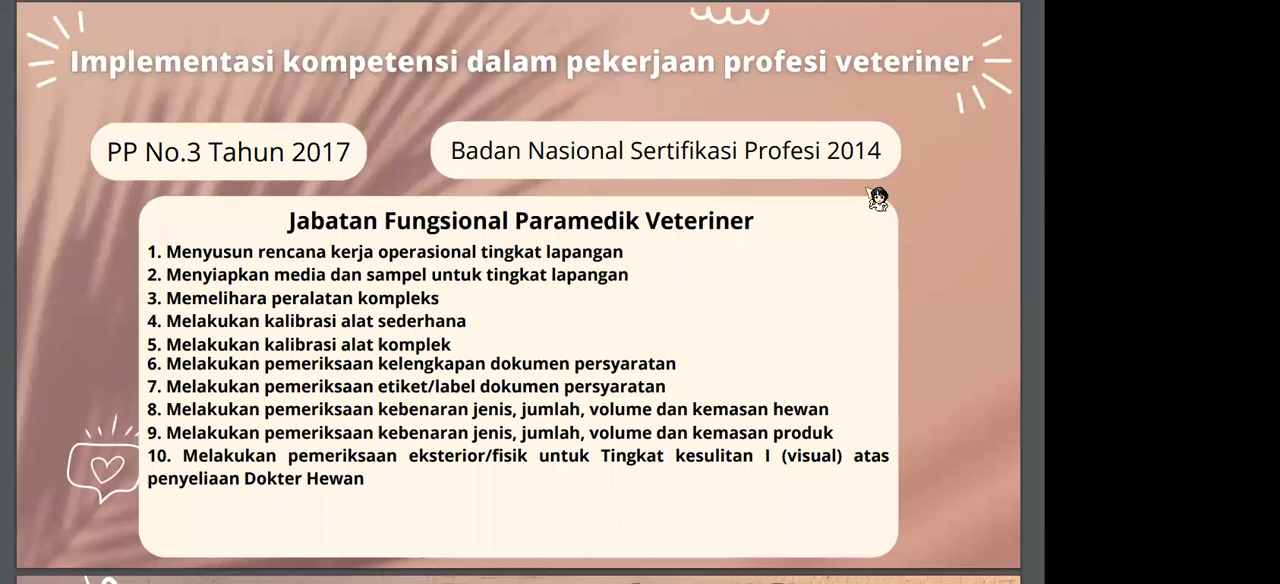 Implementasi kompetensi dalam pekerjaan profesi veteriner
PP No.3 Tahun 2017
Badan Nasional Sertifikasi Profesi 2014
Jabatan Fungsional Paramedik Veteriner
1. Menyusun rencana kerja operasional tingkat lapangan
2. Menyiapkan media dan sampel untuk tingkat lapangan
3. Memelihara peralatan kompleks
4. Melakukan kalibrasi alat sederhana
5. Melakukan kalibrasi alat komplek
6. Melakukan pemeriksaan kelengkapan dokumen persyaratan
7. Melakukan pemeriksaan etiket/label dokumen persyaratan
8. Melakukan pemeriksaan kebenaran jenis, jumlah, volume dan kemasan hewan
9. Melakukan pemeriksaan kebenaran jenis, jumlah, volume dan kemasan produk
10. Melakukan pemeriksaan eksterior/fisik untuk Tingkat kesulitan I (visual) atas
penyeliaan Dokter Hewan